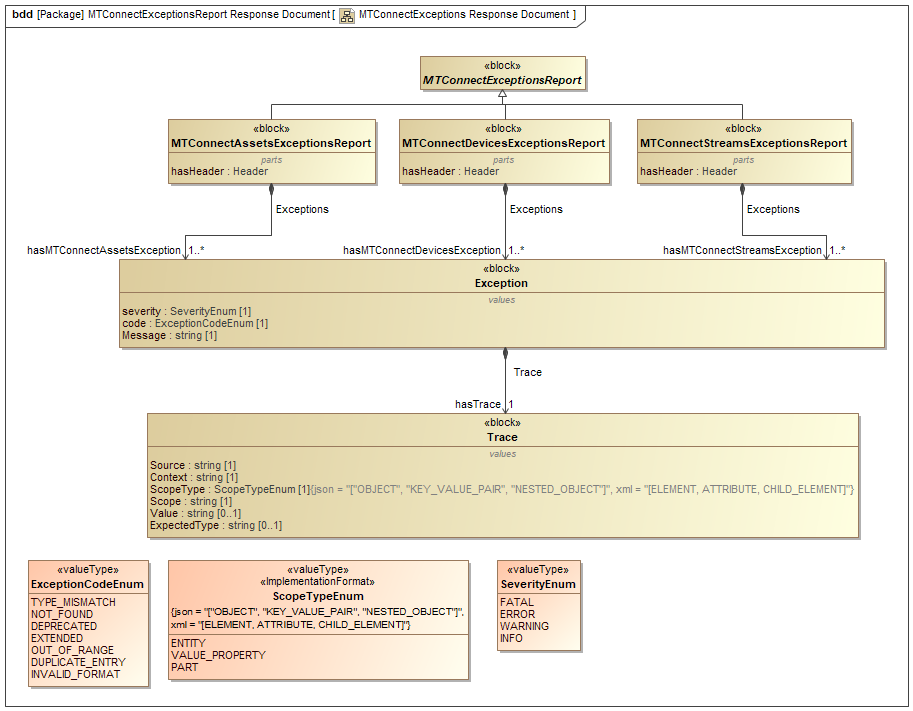 bdd [Package] MTConnectExceptionsReport Response Document [ MTConnectExceptions Response Document ]
«block»
MTConnectExceptionsReport
«block»
MTConnectAssetsExceptionsReport
parts
hasHeader : Header
«block»
MTConnectDevicesExceptionsReport
parts
hasHeader : Header
«block»
MTConnectStreamsExceptionsReport
parts
hasHeader : Header
Exceptions
Exceptions
Exceptions
hasMTConnectAssetsException 1..*
hasMTConnectDevicesException 1..*
hasMTConnectStreamsException 1..*
«block»
Exception
values
severity : SeverityEnum [1]
code : ExceptionCodeEnum [1]
Message : string [1]
Trace
hasTrace 1
«block»
Trace
values
Source : string [1]
Context : string [1]
ScopeType : ScopeTypeEnum [1]{json = "["OBJECT", "KEY_VALUE_PAIR", "NESTED_OBJECT"]", xml = "[ELEMENT, ATTRIBUTE, CHILD_ELEMENT]"}
Scope : string [1]
Value : string [0..1]
ExpectedType : string [0..1]
«valueType»
ExceptionCodeEnum
TYPE_MISMATCH
NOT_FOUND
DEPRECATED
EXTENDED
OUT_OF_RANGE
DUPLICATE_ENTRY
INVALID_FORMAT
«valueType»
«ImplementationFormat»
ScopeTypeEnum
{json = "["OBJECT", "KEY_VALUE_PAIR", "NESTED_OBJECT"]",
xml = "[ELEMENT, ATTRIBUTE, CHILD_ELEMENT]"}
ENTITY
VALUE_PROPERTY
PART
«valueType»
SeverityEnum
FATAL
ERROR
WARNING
INFO